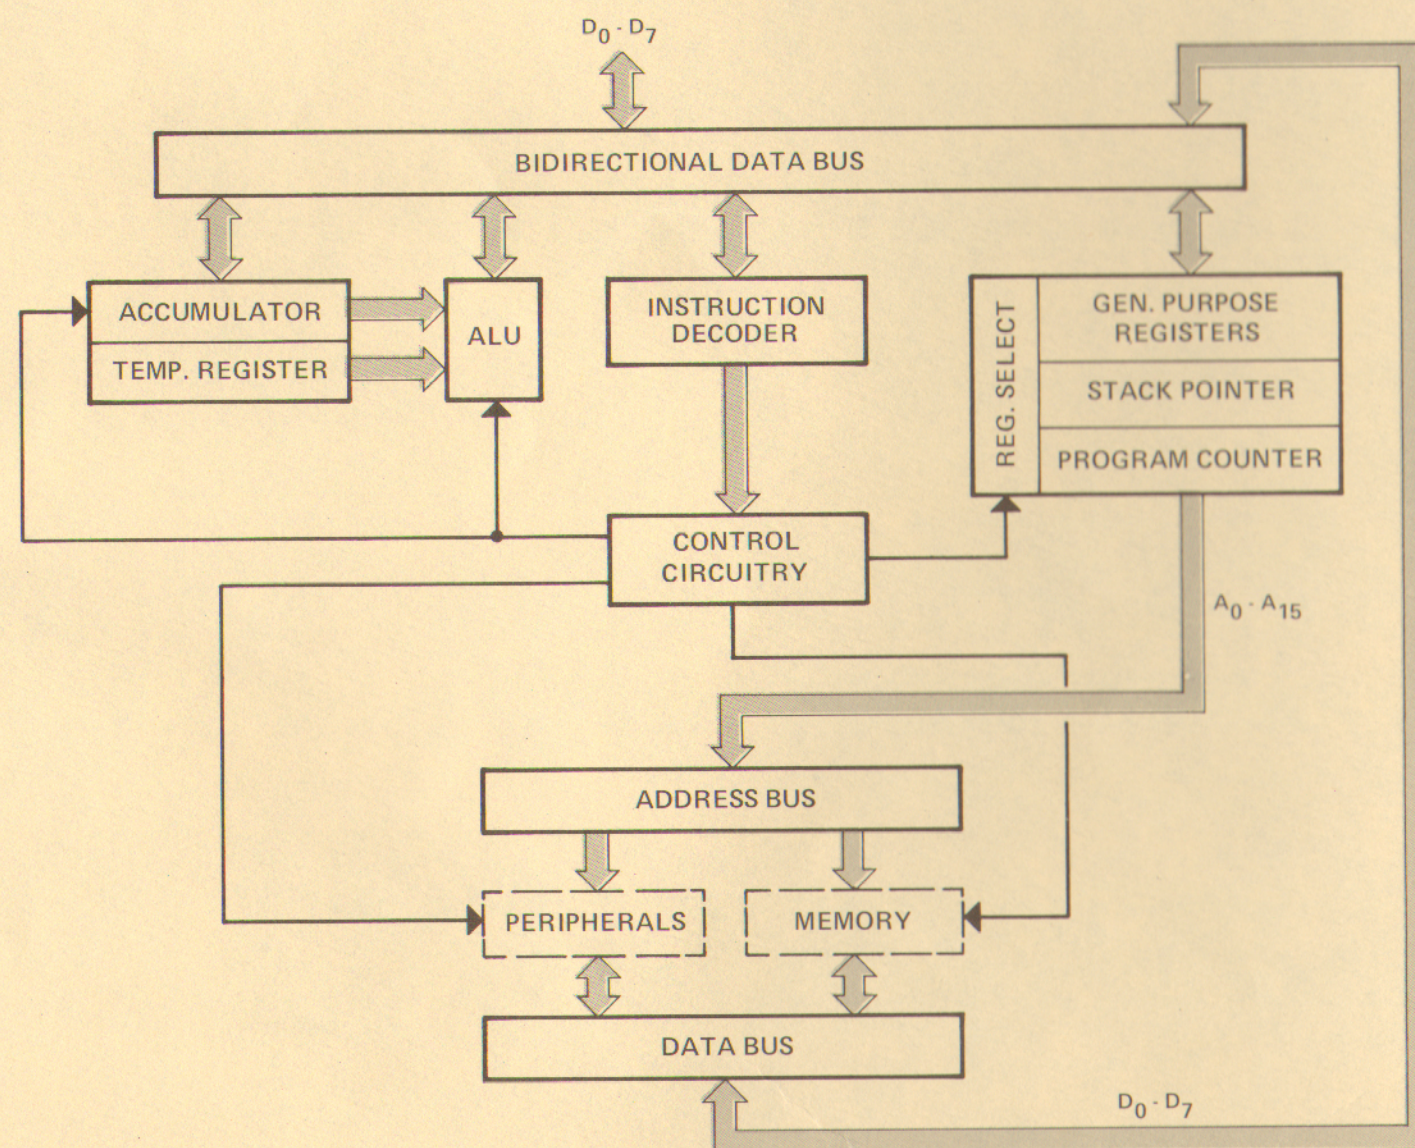 D0 - D7
BIDIRECTIONAL DATA BUS
ACCUMULATOR
TEMP. REGISTER
ALU
INSTRUCTION
DECODER
REG. SELECT
GEN. PURPOSE
REGISTERS
STACK POINTER
PROGRAM COUNTER
CONTROL
CIRCUITRY
A0 - A15
ADDRESS BUS
PERIPHERALS
MEMORY
DATA BUS
D0 - D7